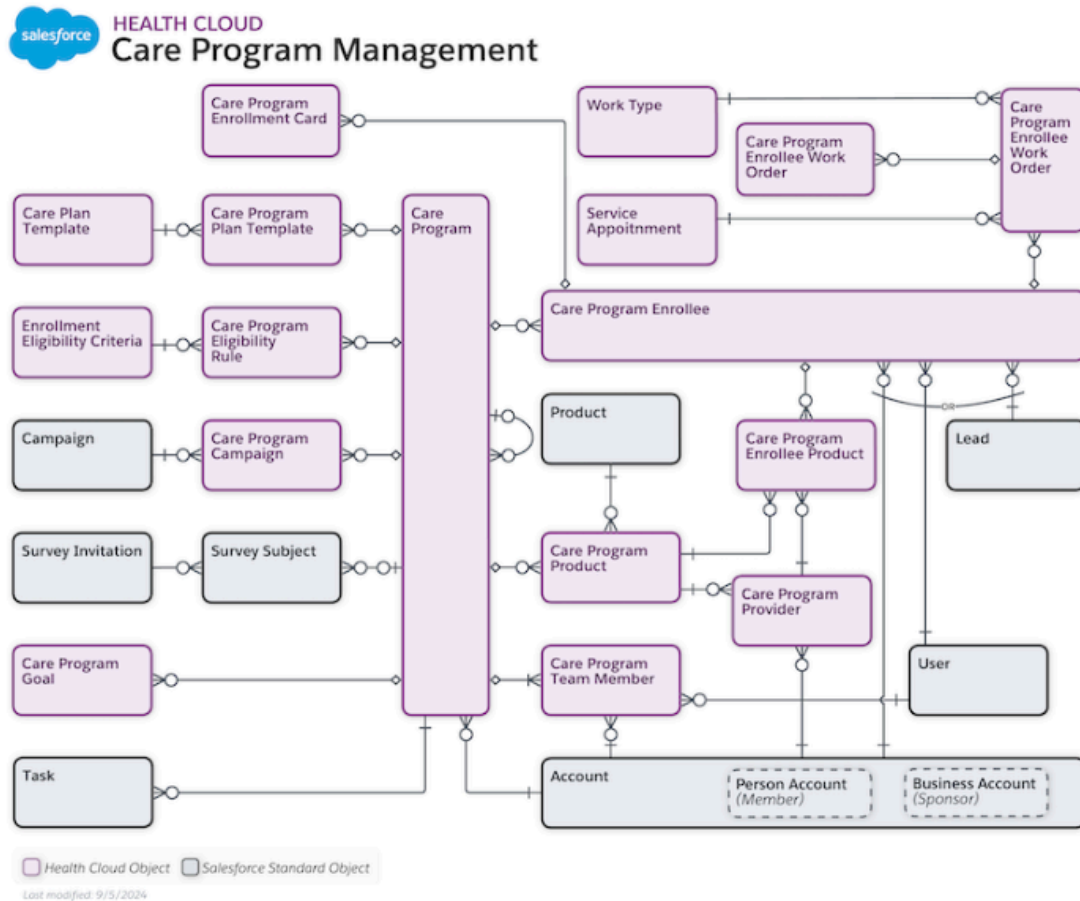 salesforce
HEALTH CLOUD
Care Program Management
Care Program
Enrollment Card
Work Type
Care
Program
Enrollee
Work
Order
Care Program
Enrollee Work
Order
Care Plan
Template
Care Program
Plan Template
Care
Program
Service
Appoitnment
Care Program Enrollee
Enrollment
Eligibility Criteria
Care Program
Eligibility
Rule
OR
Campaign
Care Program
Campaign
Product
Care Program
Enrollee Product
Lead
Survey Invitation
Survey Subject
Care Program
Product
Care Program
Provider
Care Program
Goal
Care Program
Team Member
User
Task
Account
Person Account
(Member)
Business Account
(Sponsor)
Health Cloud Object
Salesforce Standard Object
Last modified: 9/5/2024